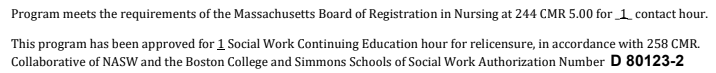 Program meets the requirements of the Massachusetts Board of Registration in Nursing at 244 CMR 5.00 for _1_ contact hour.
This program has been approved for 1 Social Work Continuing Education hour for relicensure, in accordance with 258 CMR.
Collaborative of NASW and the Boston College and Simmons Schools of Social Work Authorization Number D 80123-2